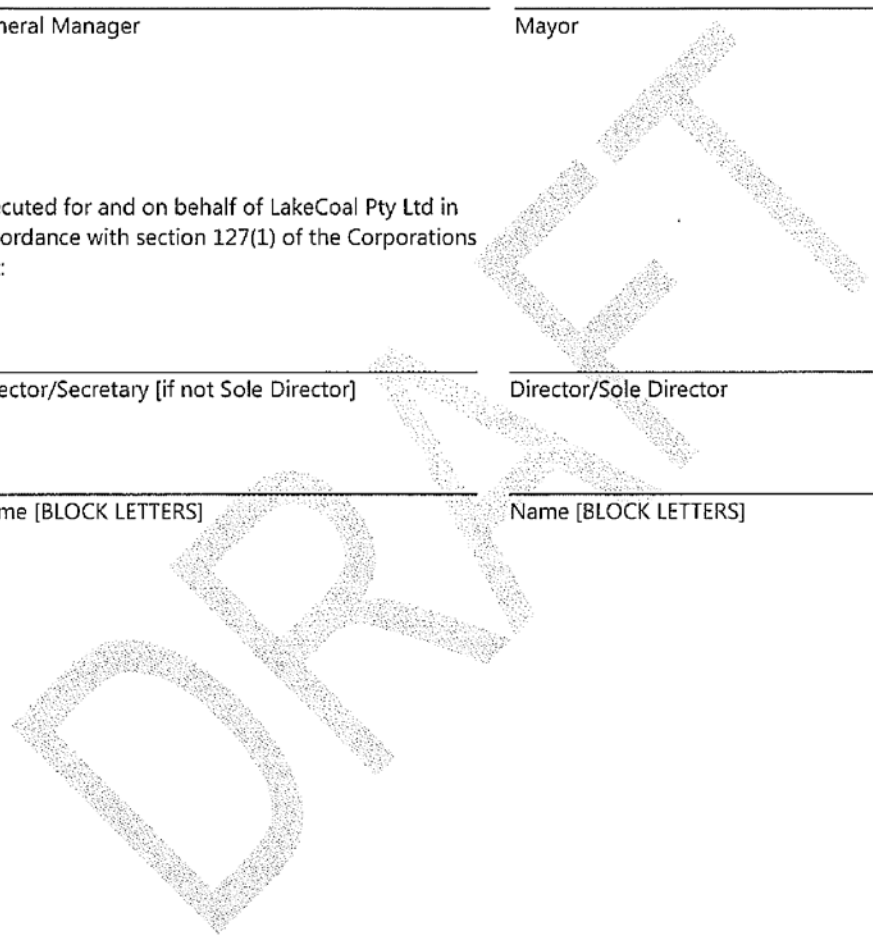 neral Manager
Mayor
cuted for and on behalf of LakeCoal Pty Ltd in
ordance with section 127(1) of the Corporations
:
ector/Secretary [if not Sole Director]
Director/Sole Director
me [BLOCK LETTERS]
Name [BLOCK LETTERS]
DRAFT